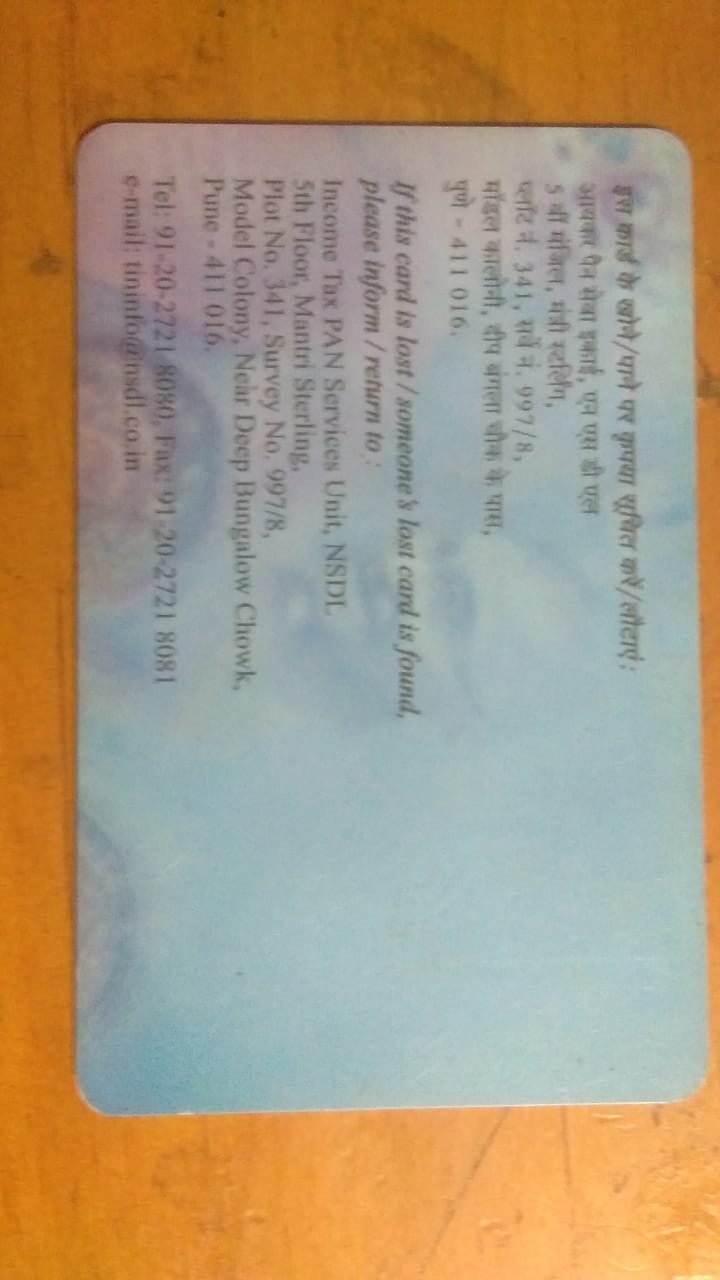 इस कार्ड के खोने/पाने पर कृपया सूचित करें/लौटाएं :
आयकर पैन सेवा इकाई, एन एस डी एल
5 वीं मंजिल, मंत्री स्टर्लिंग,
प्लॉट नं. 341, सर्वे नं. 997/8,
मॉडल कालोनी, दीप बंगला चौक के पास,
पुणे - 411 016.
If this card is lost / someone's lost card is found,
please inform / return to :
Income Tax PAN Services Unit, NSDL
5th Floor, Mantri Sterling,
Plot No. 341, Survey No. 997/8,
Model Colony, Near Deep Bungalow Chowk,
Pune - 411 016.
Tel: 91-20-2721 8080, Fax: 91-20-2721 8081
e-mail: tininfo@nsdl.co.in